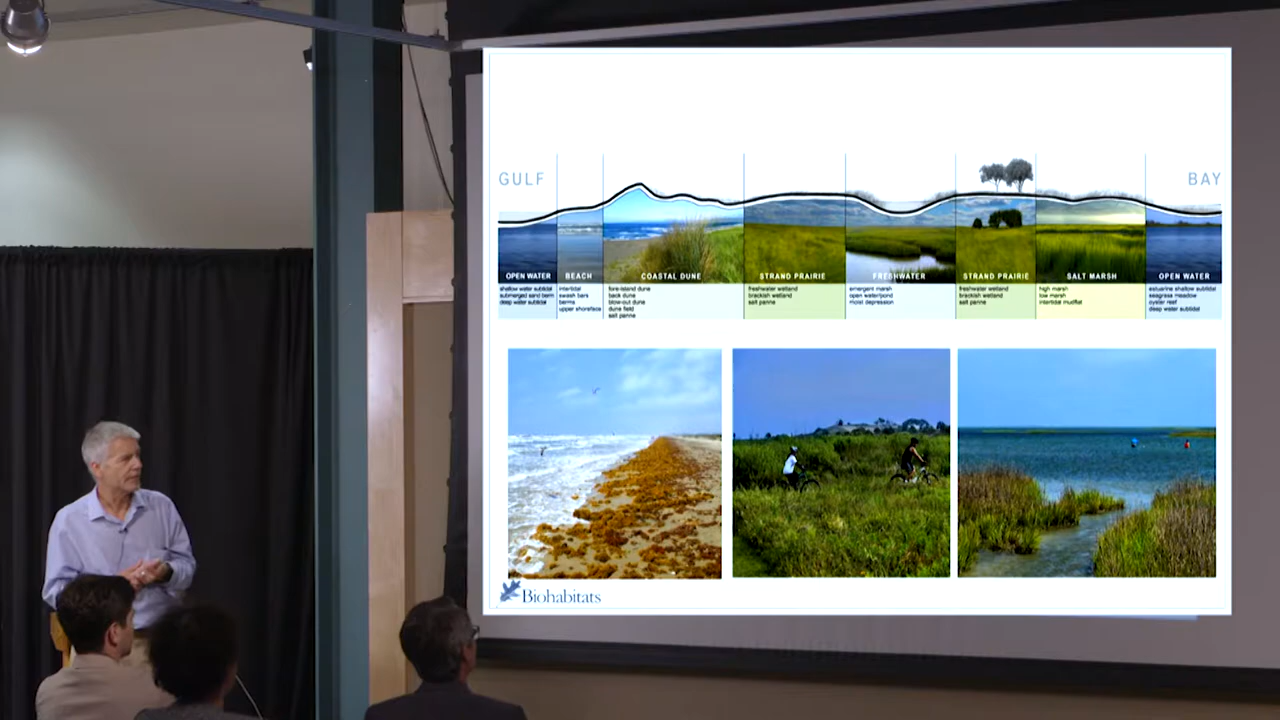 GULF
BAY
OPEN WATER
BEACH
COASTAL DUNE
STRAND PRAIRIE
FRESHWATER
STRAND PRAIRIE
SALT MARSH
OPEN WATER
shallow water subtidal
submerged sand berm
deep water subtidal
intertidal
swash bars
berms
upper shoreface
fore-island dune
back dune
blow-out dune
dune field
salt panne
freshwater wetland
brackish wetland
salt panne
emergent marsh
open water/pond
moist depression
freshwater wetland
brackish wetland
salt panne
high marsh
low marsh
intertidal mudflat
estuarine shallow subtidal
seagrass meadow
oyster reef
deep water subtidal
Biohabitats